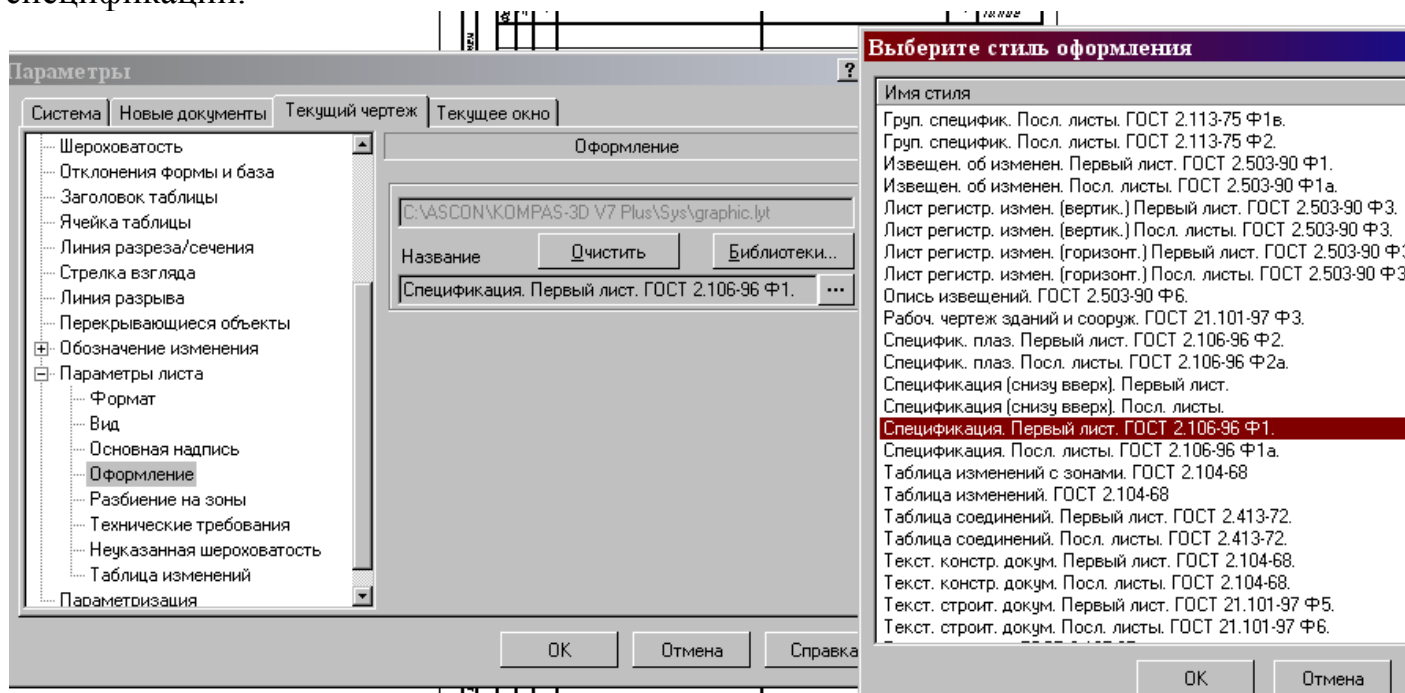 спецификации.
Параметры
?
Система
Новые документы
Текущий чертеж
Текущее окно
Шероховатость
Отклонения формы и база
Заголовок таблицы
Ячейка таблицы
Линия разреза/сечения
Стрелка взгляда
Линия разрыва
Перекрывающиеся объекты
Обозначение изменения
Параметры листа
Формат
Вид
Основная надпись
Оформление
Разбиение на зоны
Технические требования
Неуказанная шероховатость
Таблица изменений
Параметризация
Оформление
C:\ASCON\KOMPAS-3D V7 Plus\Sys\graphic.lyt
Название
Очистить
Библиотеки...
Спецификация. Первый лист. ГОСТ 2.106-96 Ф1.
...
OK
Отмена
Справка
Выберите стиль оформления
Имя стиля
Груп. специфик. Посл. листы. ГОСТ 2.113-75 Ф1в.
Груп. специфик. Посл. листы. ГОСТ 2.113-75 Ф2.
Извещен. об изменен. Первый лист. ГОСТ 2.503-90 Ф1.
Извещен. об изменен. Посл. листы. ГОСТ 2.503-90 Ф1а.
Лист регистр. измен. (вертик.) Первый лист. ГОСТ 2.503-90 Ф3.
Лист регистр. измен. (вертик.) Посл. листы. ГОСТ 2.503-90 Ф3.
Лист регистр. измен. (горизонт.) Первый лист. ГОСТ 2.503-90 Ф3
Лист регистр. измен. (горизонт.) Посл. листы. ГОСТ 2.503-90 Ф3
Опись извещений. ГОСТ 2.503-90 Ф6.
Рабоч. чертеж зданий и сооруж. ГОСТ 21.101-97 Ф3.
Специфик. плаз. Первый лист. ГОСТ 2.106-96 Ф2.
Специфик. плаз. Посл. листы. ГОСТ 2.106-96 Ф2а.
Спецификация (снизу вверх). Первый лист.
Спецификация (снизу вверх). Посл. листы.
Спецификация. Первый лист. ГОСТ 2.106-96 Ф1.
Спецификация. Посл. листы. ГОСТ 2.106-96 Ф1а.
Таблица изменений с зонами. ГОСТ 2.104-68
Таблица изменений. ГОСТ 2.104-68
Таблица соединений. Первый лист. ГОСТ 2.413-72.
Таблица соединений. Посл. листы. ГОСТ 2.413-72.
Текст. констр. докум. Первый лист. ГОСТ 2.104-68.
Текст. констр. докум. Посл. листы. ГОСТ 2.104-68.
Текст. строит. докум. Первый лист. ГОСТ 21.101-97 Ф5.
Текст. строит. докум. Посл. листы. ГОСТ 21.101-97 Ф6.
OK
Отмена